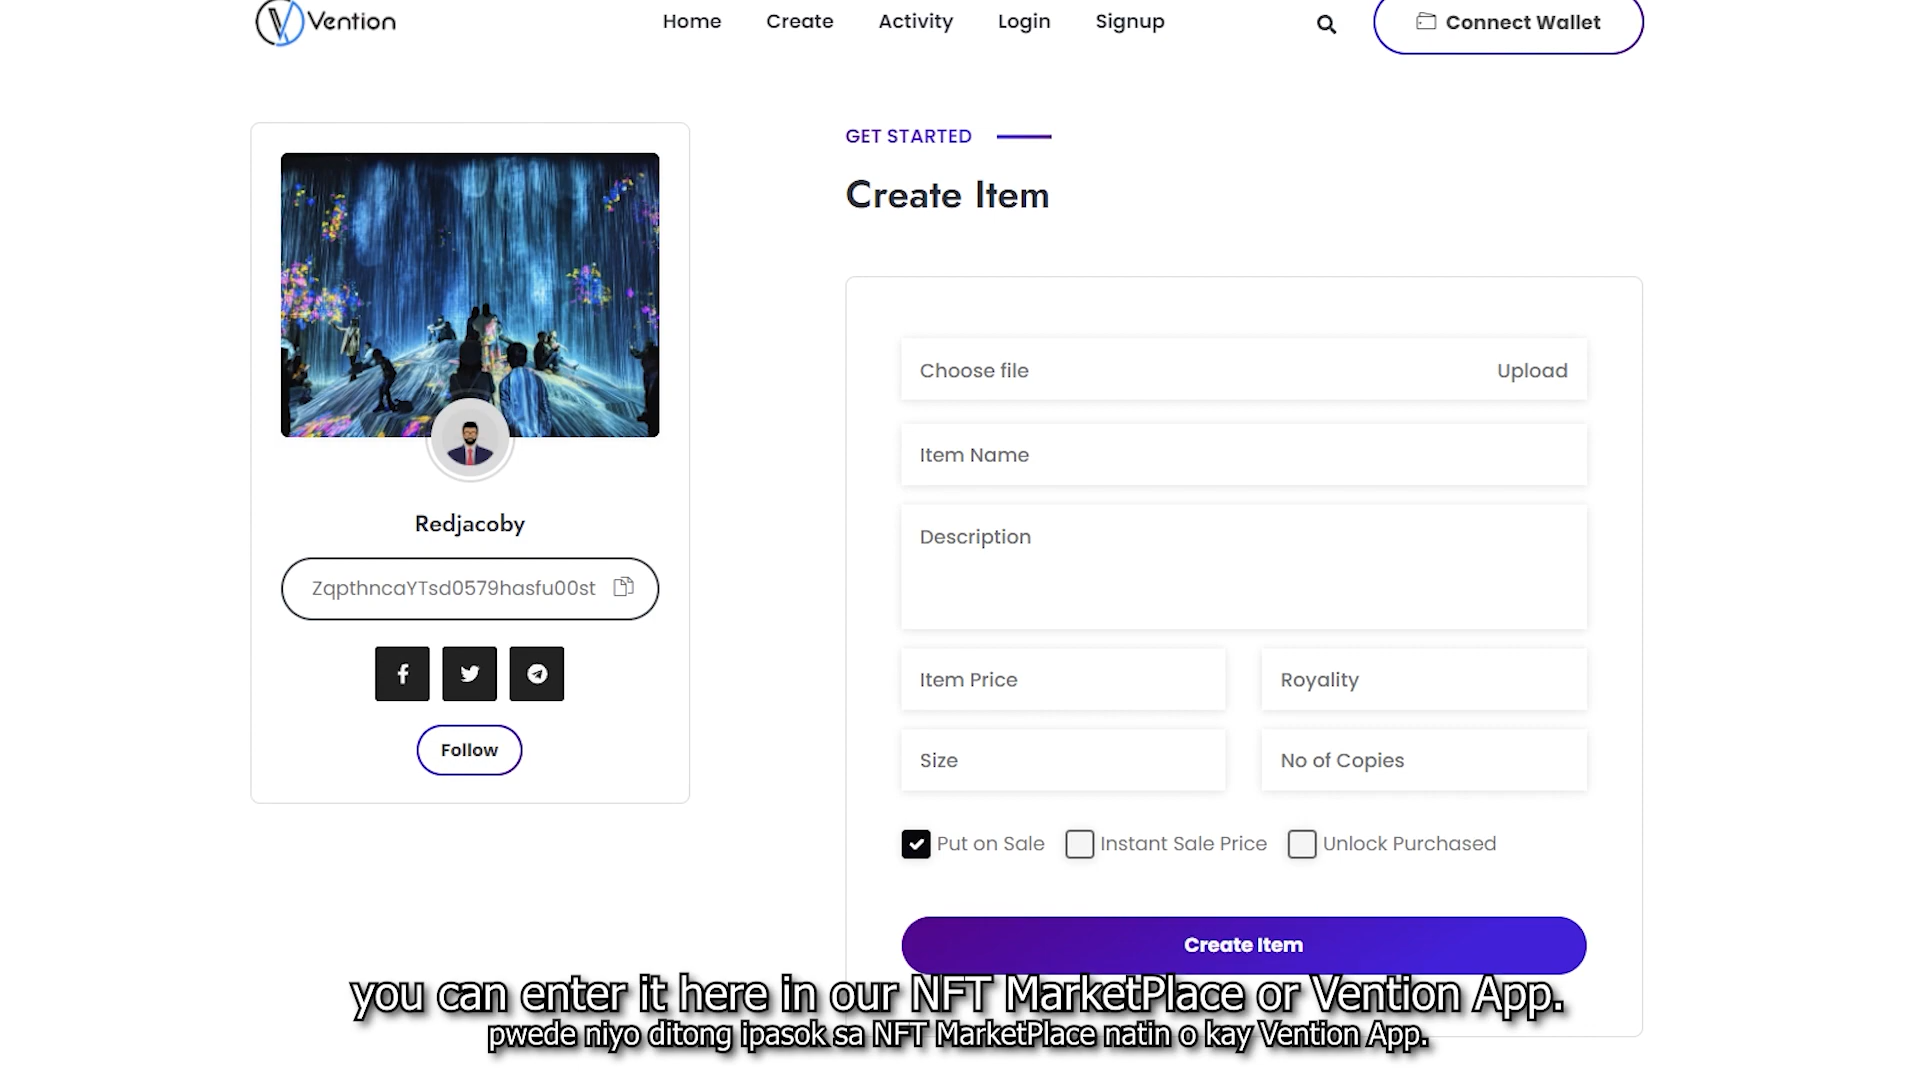 Vention
Home
Create
Activity
Login
Signup
Connect Wallet
Redjacoby
ZqpthncaYTsd0579hasfu00st
Follow
GET STARTED
Create Item
Choose file
Upload
Item Name
Description
Item Price
Royality
Size
No of Copies
Put on Sale
Instant Sale Price
Unlock Purchased
Create Item
you can enter it here in our NFT MarketPlace or Vention App.
pwede niyo ditong ipasok sa NFT MarketPlace natin o kay Vention App.